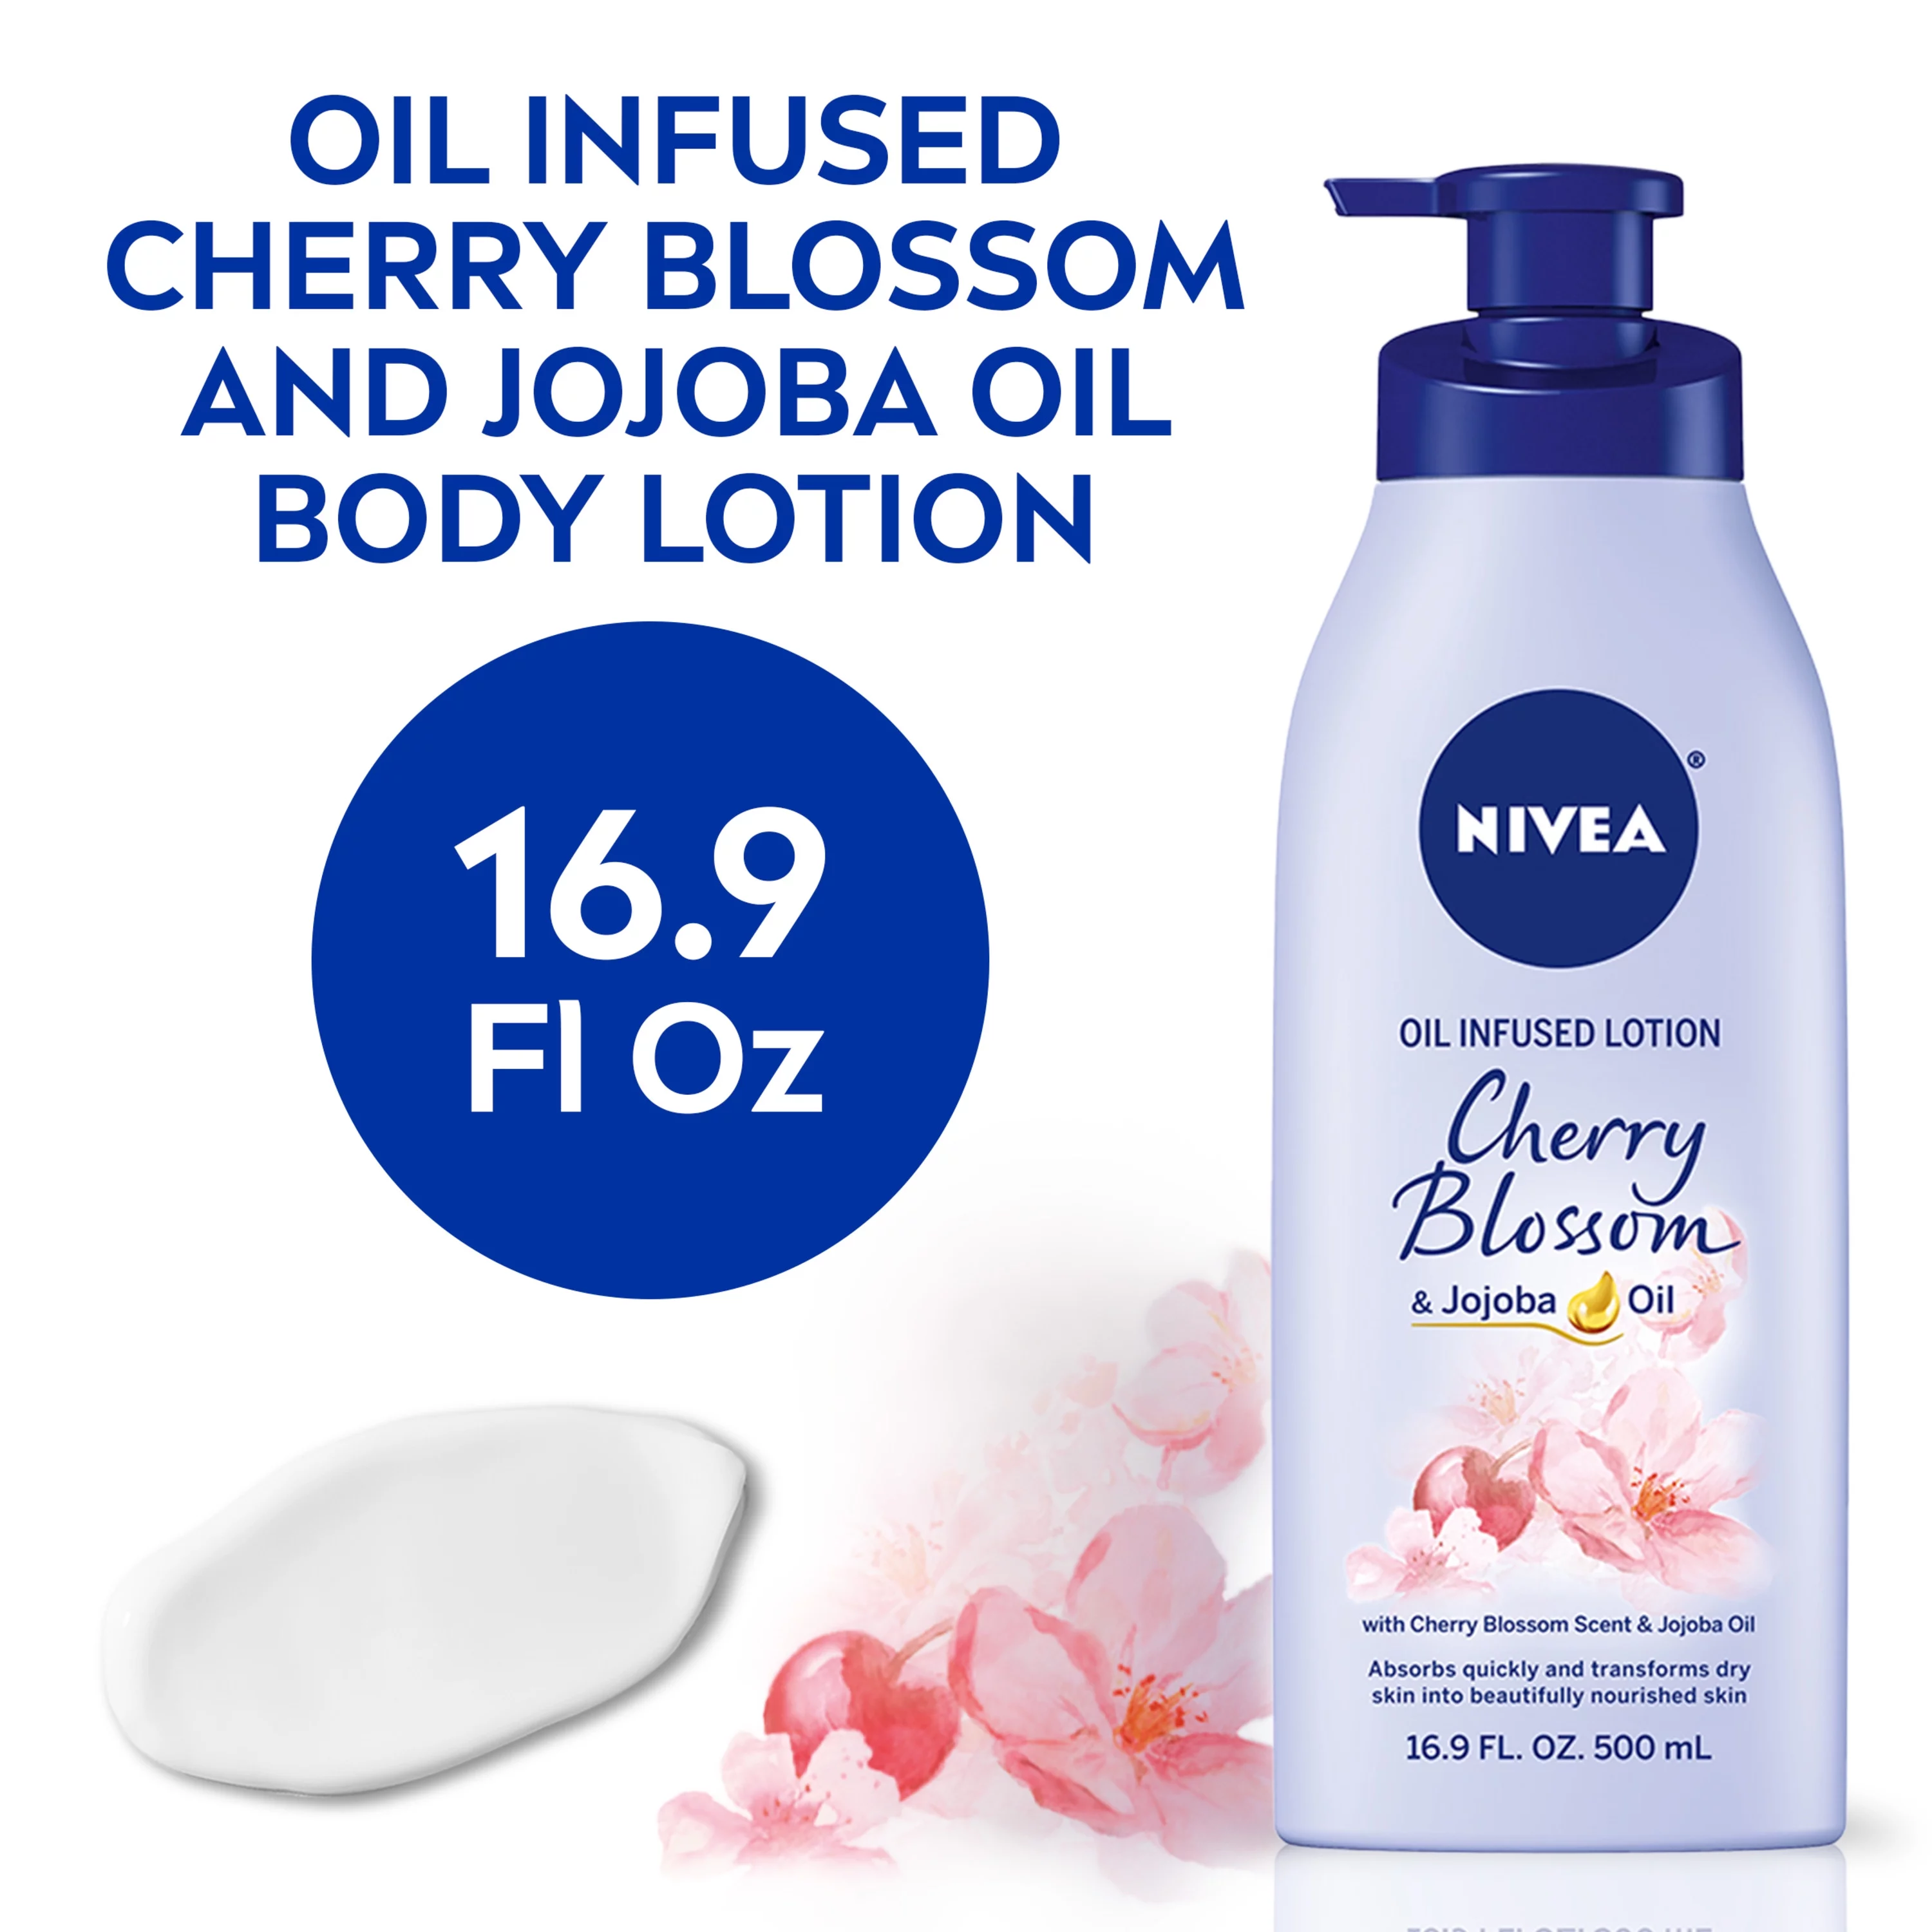 OIL INFUSED
CHERRY BLOSSOM
AND JOJOBA OIL
BODY LOTION
16.9
Fl Oz
NIVEA
®
OIL INFUSED LOTION
Cherry
Blossom
& Jojoba Oil
with Cherry Blossom Scent & Jojoba Oil
Absorbs quickly and transforms dry
skin into beautifully nourished skin
16.9 FL. OZ. 500 mL